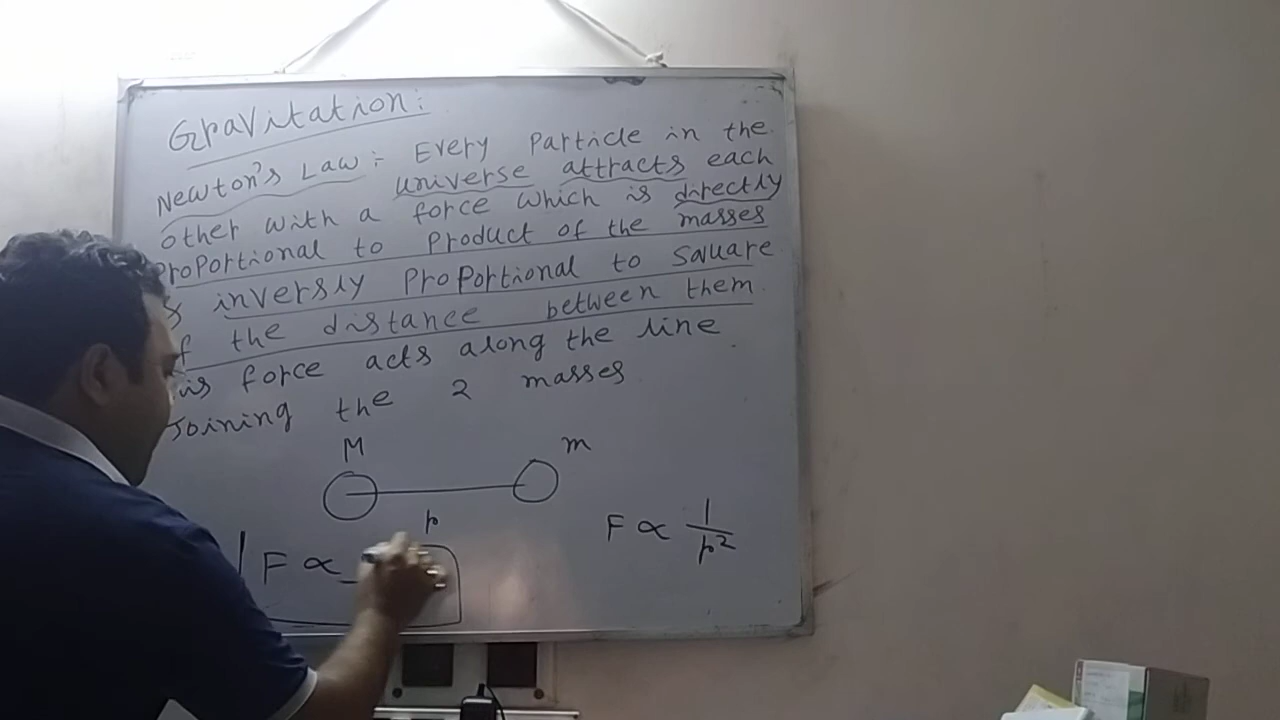 Gravitation:
Newton's Law:- Every Particle in the
universe attracts each
other with a force which is directly
Proportional to Product of the masses
& inversly Proportional to square
the distance between them
force acts along the line
Joining the 2 masses
M m
r
F ∝ 1/r²
F ∝